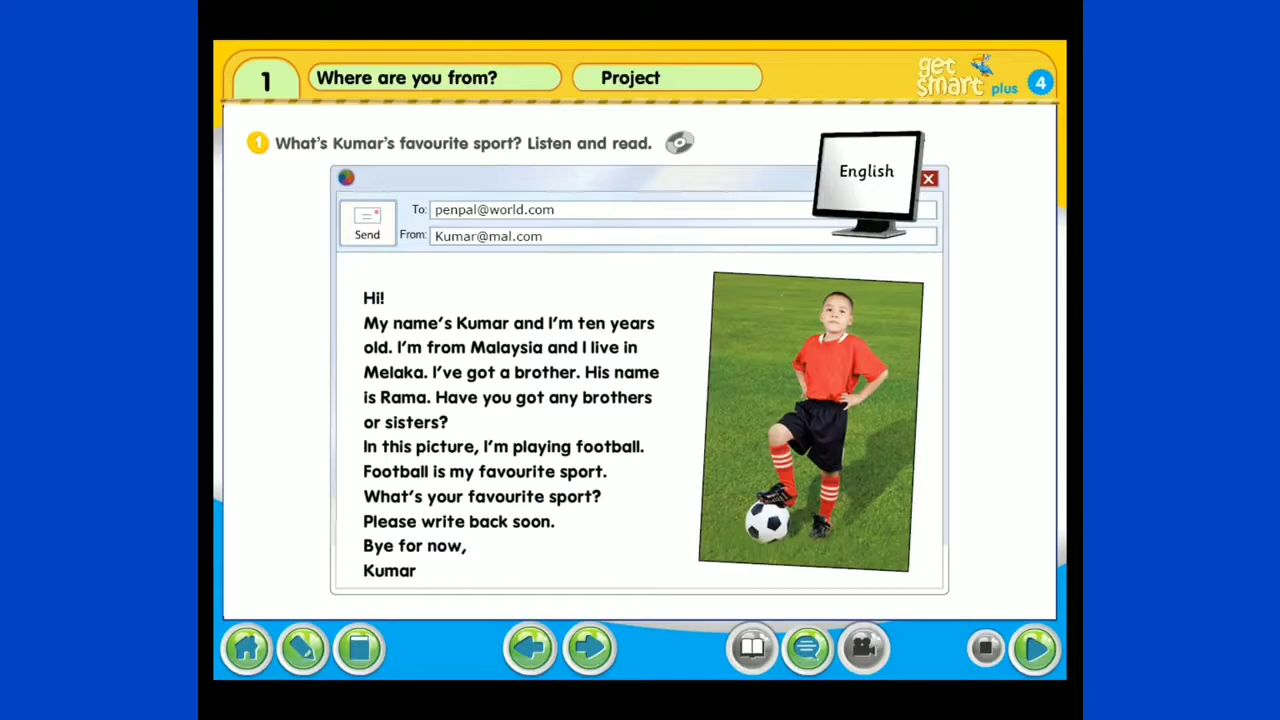 1
Where are you from?
Project
get smart plus 4
1 What's Kumar's favourite sport? Listen and read.
English
To: penpal@world.com
Send
From: Kumar@mal.com
Hi!
My name's Kumar and I'm ten years
old. I'm from Malaysia and I live in
Melaka. I've got a brother. His name
is Rama. Have you got any brothers
or sisters?
In this picture, I'm playing football.
Football is my favourite sport.
What's your favourite sport?
Please write back soon.
Bye for now,
Kumar